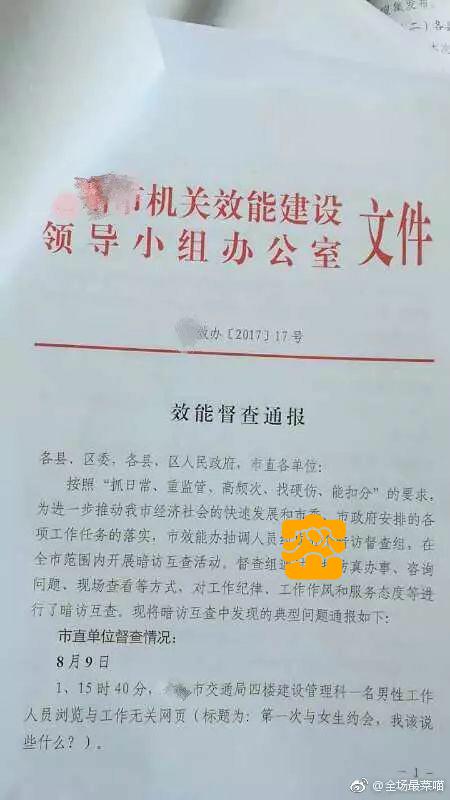 缀集发布.
(二)各县
大次
市机关效能建设
领导小组办公室 文件
效办〔2017〕17号
效能督查通报
各县、区委,各县、区人民政府,市直各单位:
按照“抓日常、重监管、高频次、找硬伤、能扣分”的要求,
为进一步推动我市经济社会的快速发展和市委、市政府安排的各
项工作任务的落实,市效能办抽调人员 暗访督查组,在
全市范围内开展暗访互查活动。督查组 仿真办事、咨询
问题、现场查看等方式,对工作纪律、工作作风和服务态度等进
行了暗访互查。现将暗访互查中发现的典型问题通报如下:
市直单位督查情况:
8月9日
1、15时40分, 市交通局四楼建设管理科一名男性工作
人员浏览与工作无关网页(标题为:第一次与女生约会,我该说
些什么?)。
-1-
@全场最菜喵